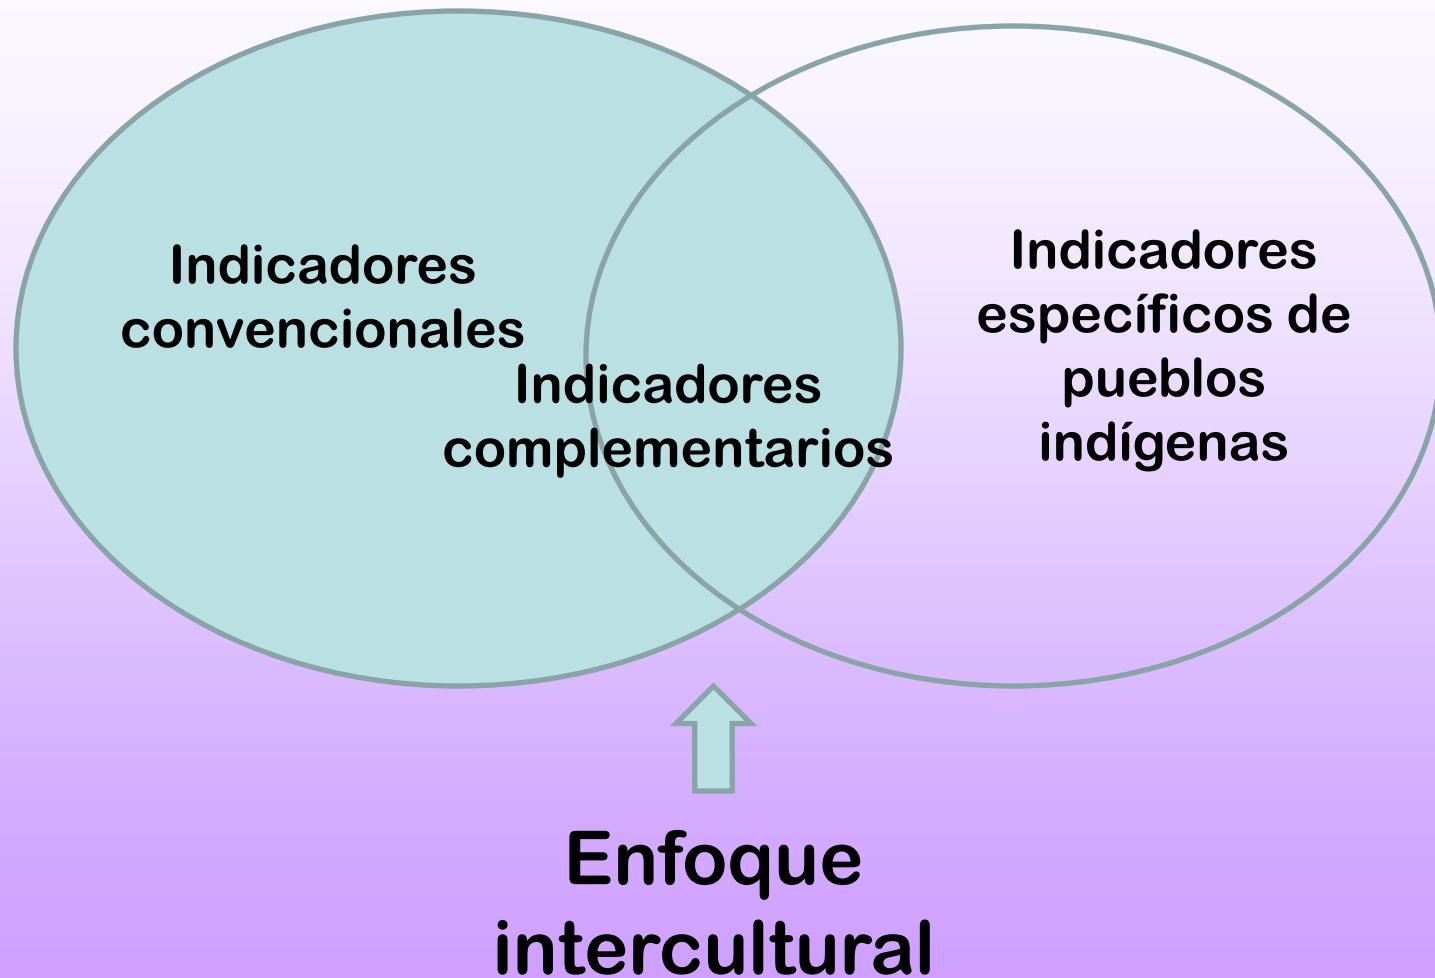 Indicadores
convencionales
Indicadores
complementarios
Indicadores
específicos de
pueblos
indígenas
Enfoque
intercultural